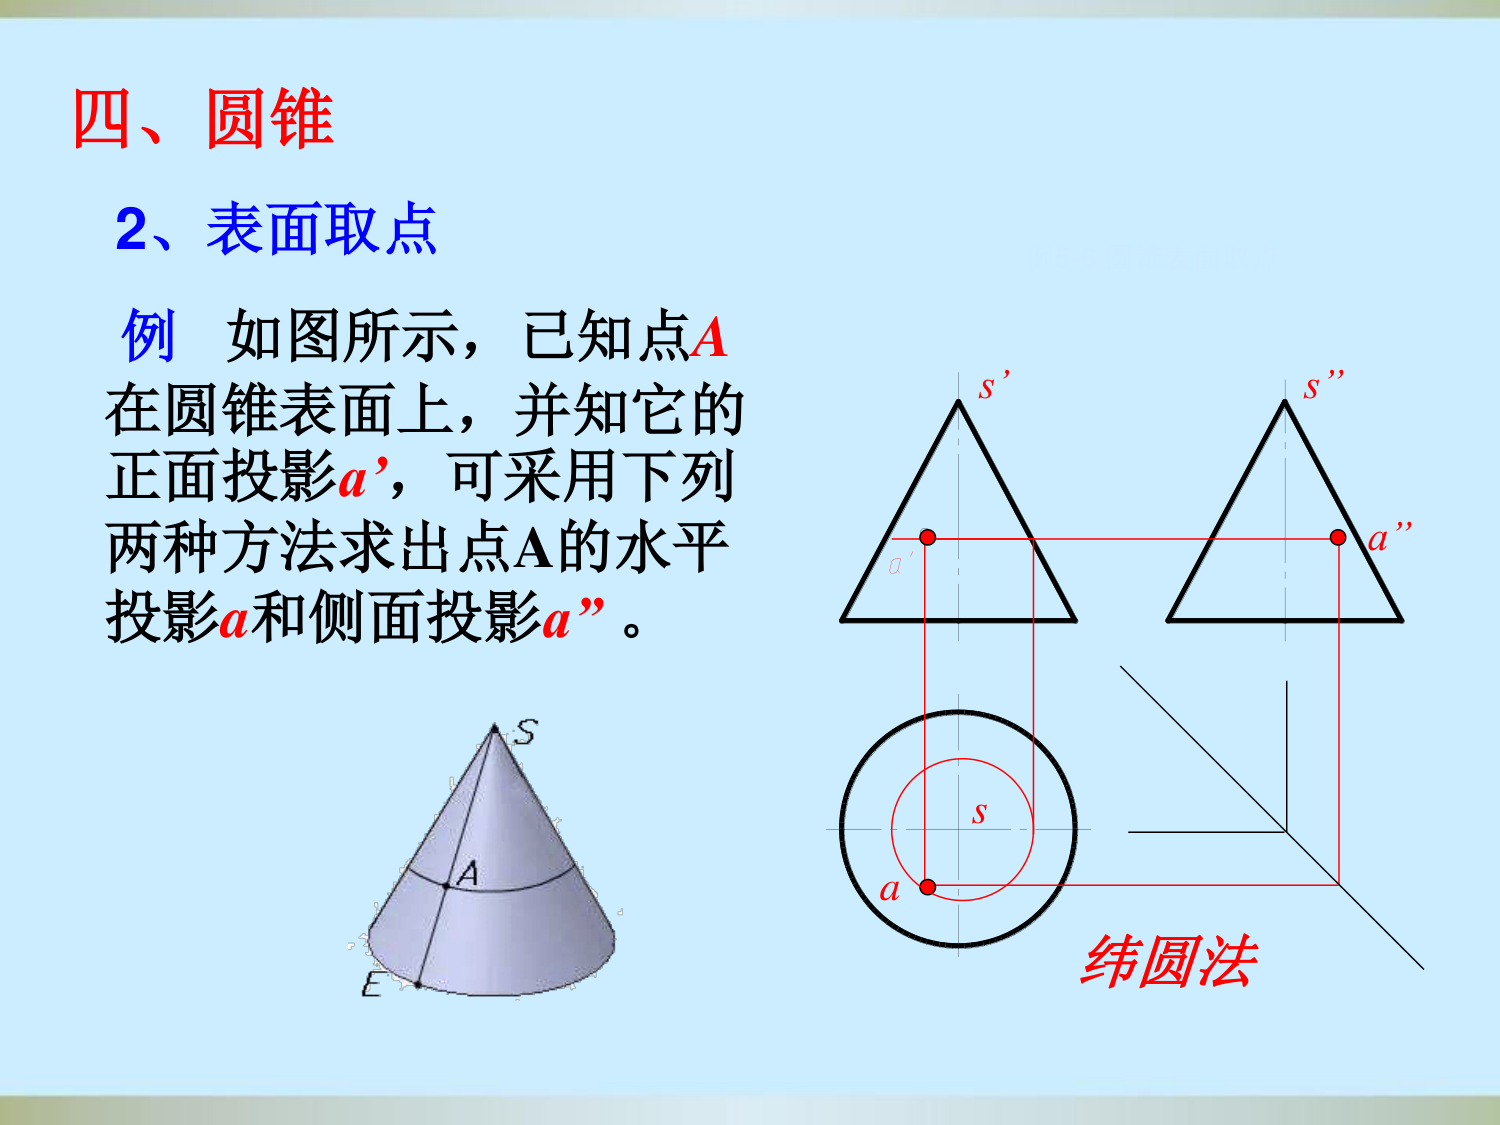 四、圆锥
2、表面取点
例 如图所示，已知点A
在圆锥表面上，并知它的
正面投影a’，可采用下列
两种方法求出点A的水平
投影a和侧面投影a” 。
s’
s”
a’
a”
s
a
纬圆法
S
A
E